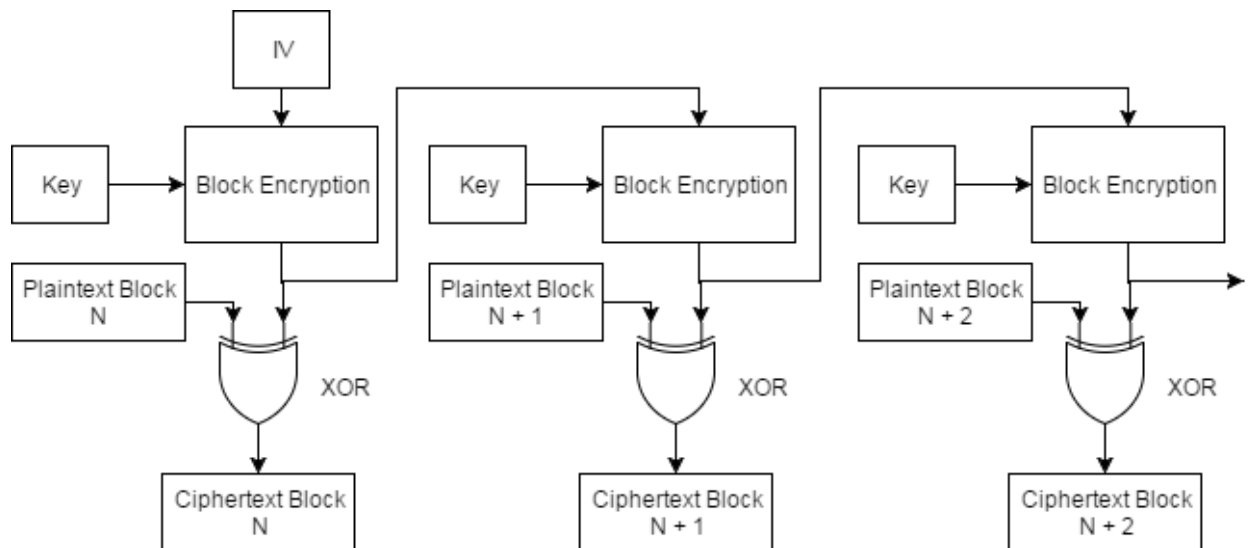 IV
Key
Block Encryption
Key
Block Encryption
Key
Block Encryption
Plaintext Block
N
Plaintext Block
N + 1
Plaintext Block
N + 2
XOR
XOR
XOR
Ciphertext Block
N
Ciphertext Block
N + 1
Ciphertext Block
N + 2